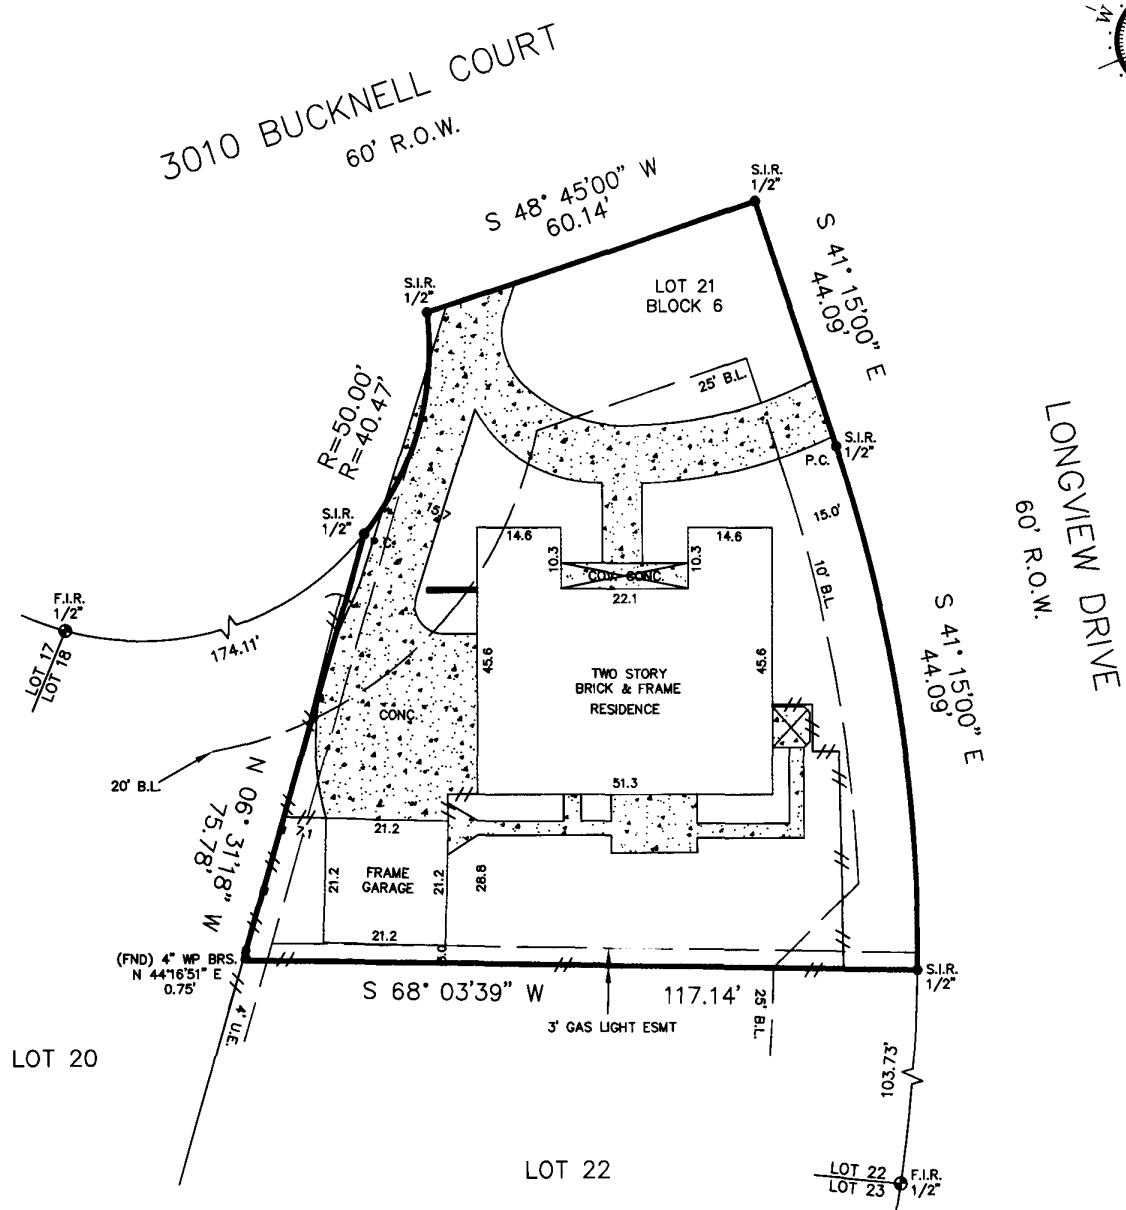 W
3010 BUCKNELL COURT
60' R.O.W.
S 48° 45'00" W
60.14'
S.I.R.
1/2"
S.I.R.
1/2"
LOT 21
BLOCK 6
S 41° 15'00" E
44.09'
25' B.L.
R=50.00'
R=40.47'
S.I.R.
1/2"
P.C.
LONGVIEW DRIVE
60' R.O.W.
15.7
15.0'
S.I.R.
1/2"
P.C.
14.6
14.6
10.3
10.3
COV. CONC.
22.1
10' B.L.
F.I.R.
1/2"
LOT 17
LOT 18
174.11'
S 41° 15'00" E
44.09'
45.6
45.6
TWO STORY
BRICK & FRAME
RESIDENCE
CONC.
20' B.L.
51.3
N 06° 31'18" W
75.78'
7.1
21.2
21.2
21.2
28.8
FRAME
GARAGE
21.2
5.0
(FND) 4" WP BRS.
N 44°16'51" E
0.75'
S 68° 03'39" W
117.14'
S.I.R.
1/2"
4' U.E.
3' GAS LIGHT ESMT
25' B.L.
LOT 20
103.73'
LOT 22
LOT 22
LOT 23
F.I.R.
1/2"